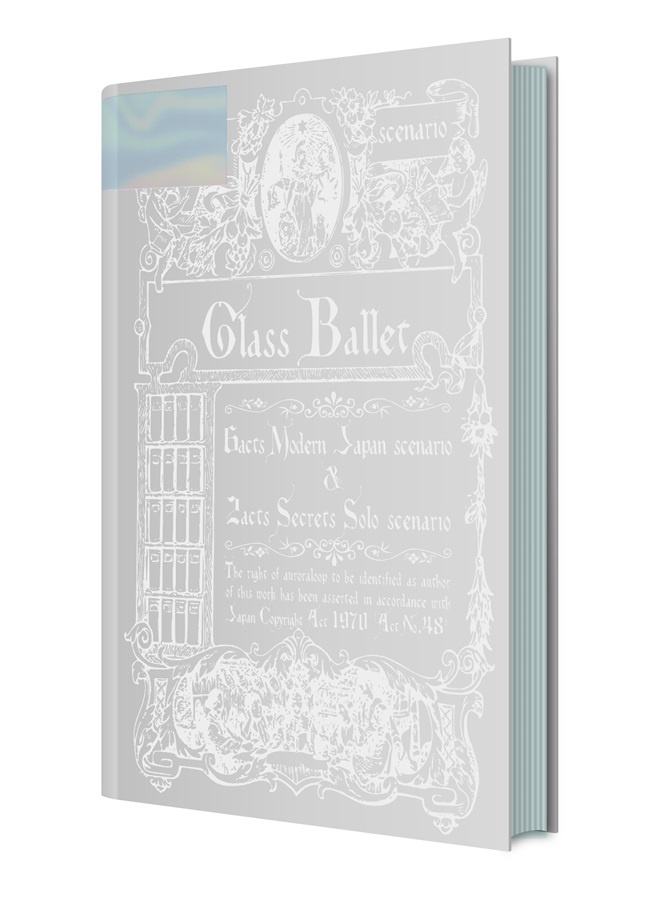 scenario
Glass Ballet
6acts Modern Japan scenario
&
2acts Secrets Solo scenario
The right of auroraloop to be identified as author
of this work has been asserted in accordance with
Japan Copyright Act 1970 Act N.48